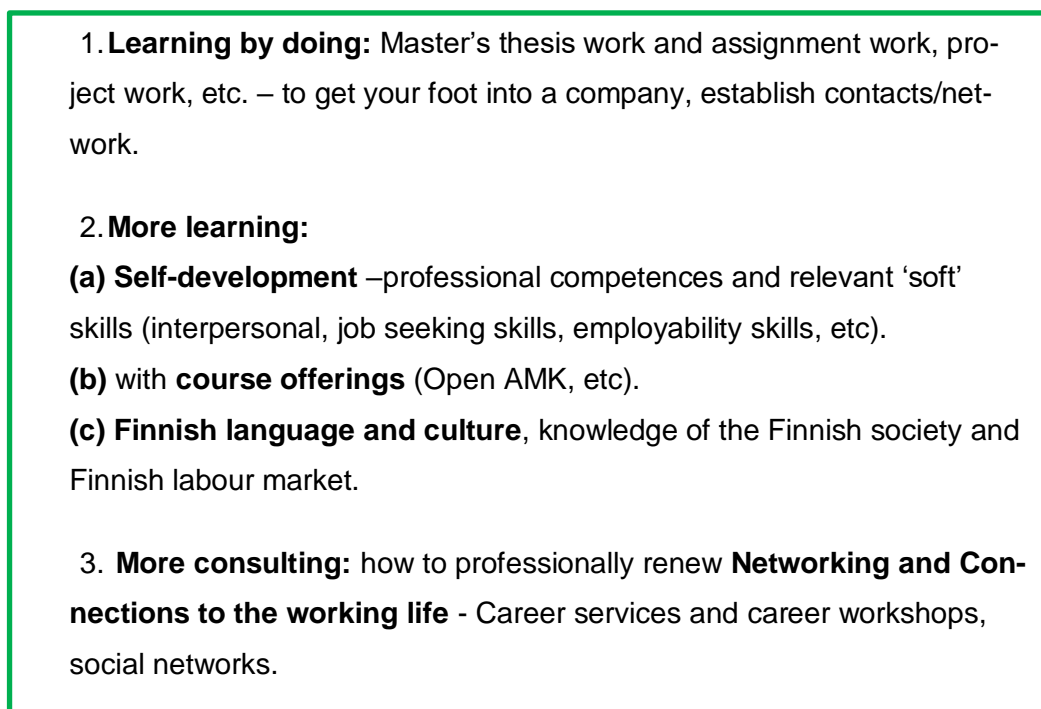 1. Learning by doing: Master’s thesis work and assignment work, pro-
ject work, etc. – to get your foot into a company, establish contacts/net-
work.
2. More learning:
(a) Self-development –professional competences and relevant ‘soft’
skills (interpersonal, job seeking skills, employability skills, etc).
(b) with course offerings (Open AMK, etc).
(c) Finnish language and culture, knowledge of the Finnish society and
Finnish labour market.
3. More consulting: how to professionally renew Networking and Con-
nections to the working life - Career services and career workshops,
social networks.